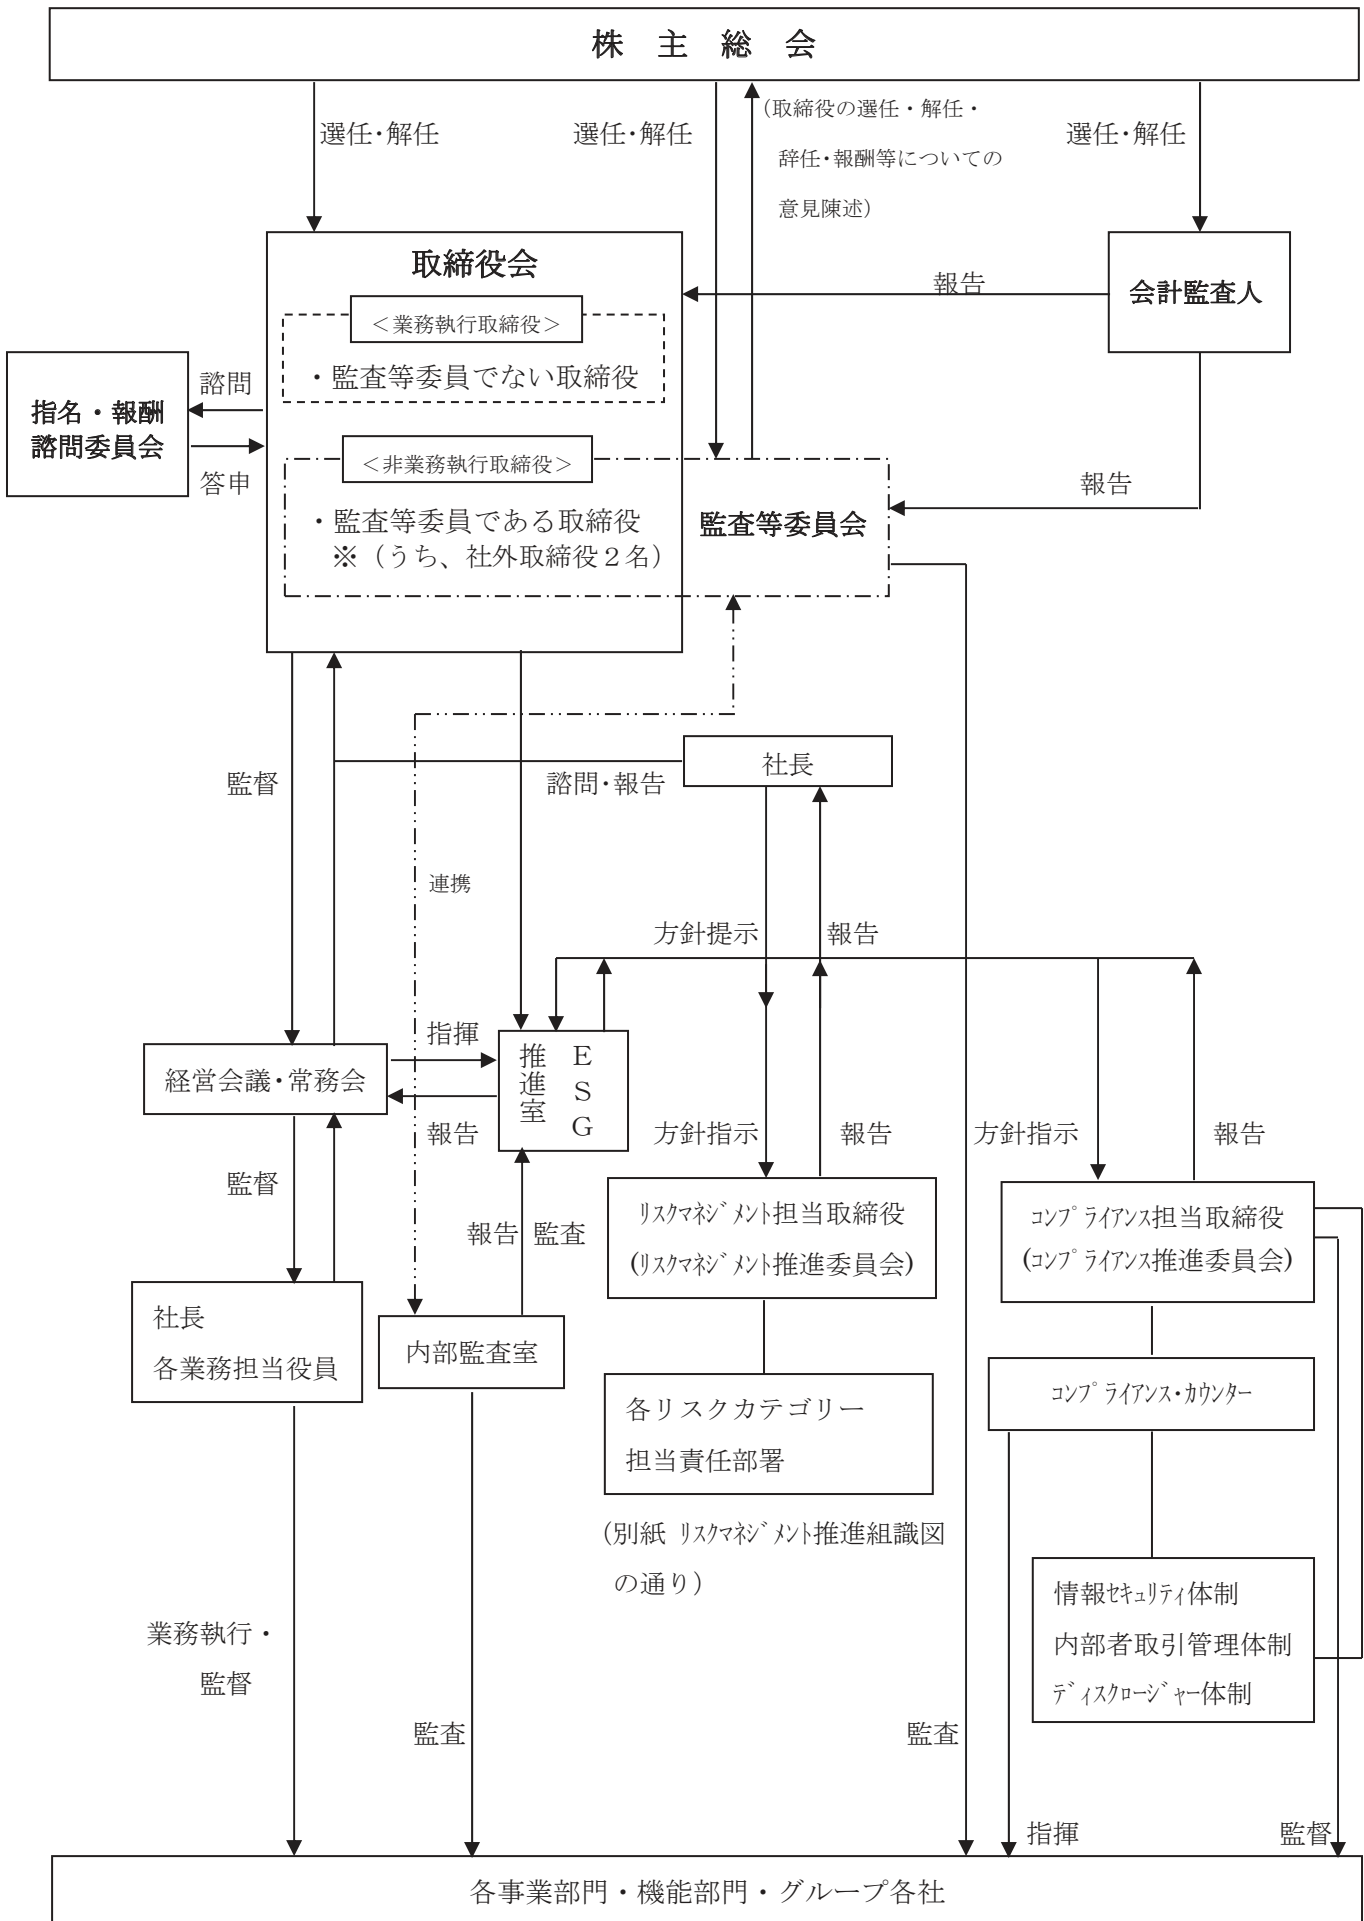 株　主　総　会
選任･解任
選任･解任
（取締役の選任・解任・
辞任･報酬等についての
意見陳述）
選任･解任
取締役会
＜業務執行取締役＞
・監査等委員でない取締役
報告
会計監査人
諮問
指名・報酬
諮問委員会
答申
＜非業務執行取締役＞
・監査等委員である取締役
※（うち、社外取締役２名）
監査等委員会
報告
社長
監督
諮問･報告
連携
方針提示
報告
指揮
経営会議･常務会
ＥＳＧ
推進室
報告
方針指示
報告
方針指示
報告
監督
報告
監査
ﾘｽｸﾏﾈｼﾞﾒﾝﾄ担当取締役
(ﾘｽｸﾏﾈｼﾞﾒﾝﾄ推進委員会)
ｺﾝﾌﾟﾗｲｱﾝｽ担当取締役
(ｺﾝﾌﾟﾗｲｱﾝｽ推進委員会)
社長
各業務担当役員
内部監査室
ｺﾝﾌﾟﾗｲｱﾝｽ･ｶｳﾝﾀｰ
各リスクカテゴリー
担当責任部署
(別紙 ﾘｽｸﾏﾈｼﾞﾒﾝﾄ推進組識図
の通り）
情報ｾｷｭﾘﾃｨ体制
内部者取引管理体制
ﾃﾞｨｽｸﾛｰｼﾞｬｰ体制
業務執行・
監督
監査
監査
指揮
監督
各事業部門・機能部門・グループ各社